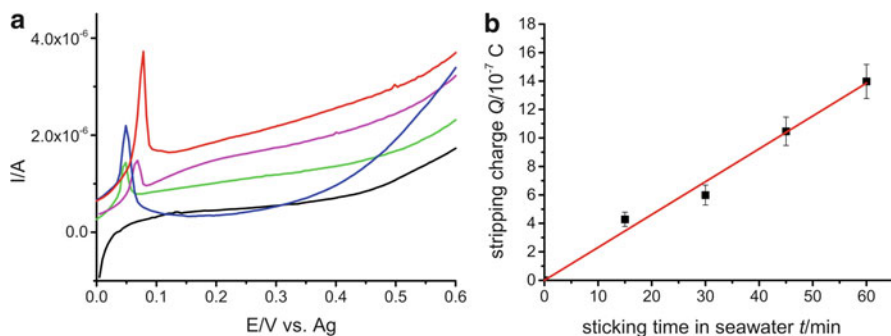 a
4.0x10⁻⁶
2.0x10⁻⁶
0.0
I/A
0.0 0.1 0.2 0.3 0.4 0.5 0.6
E/V vs. Ag
b
18
16
14
12
10
8
6
4
2
0
stripping charge Q/10⁻⁷ C
0 10 20 30 40 50 60
sticking time in seawater t/min